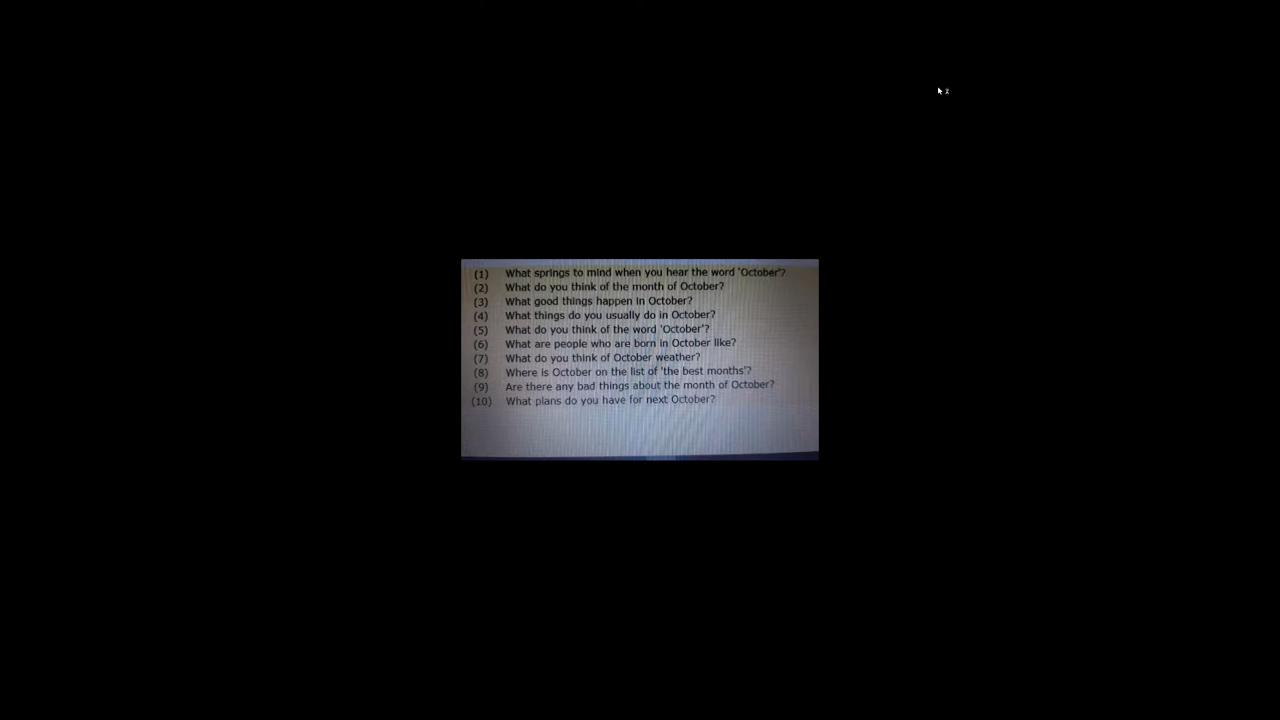 (1) What springs to mind when you hear the word 'October'?
(2) What do you think of the month of October?
(3) What good things happen in October?
(4) What things do you usually do in October?
(5) What do you think of the word 'October'?
(6) What are people who are born in October like?
(7) What do you think of October weather?
(8) Where is October on the list of 'the best months'?
(9) Are there any bad things about the month of October?
(10) What plans do you have for next October?